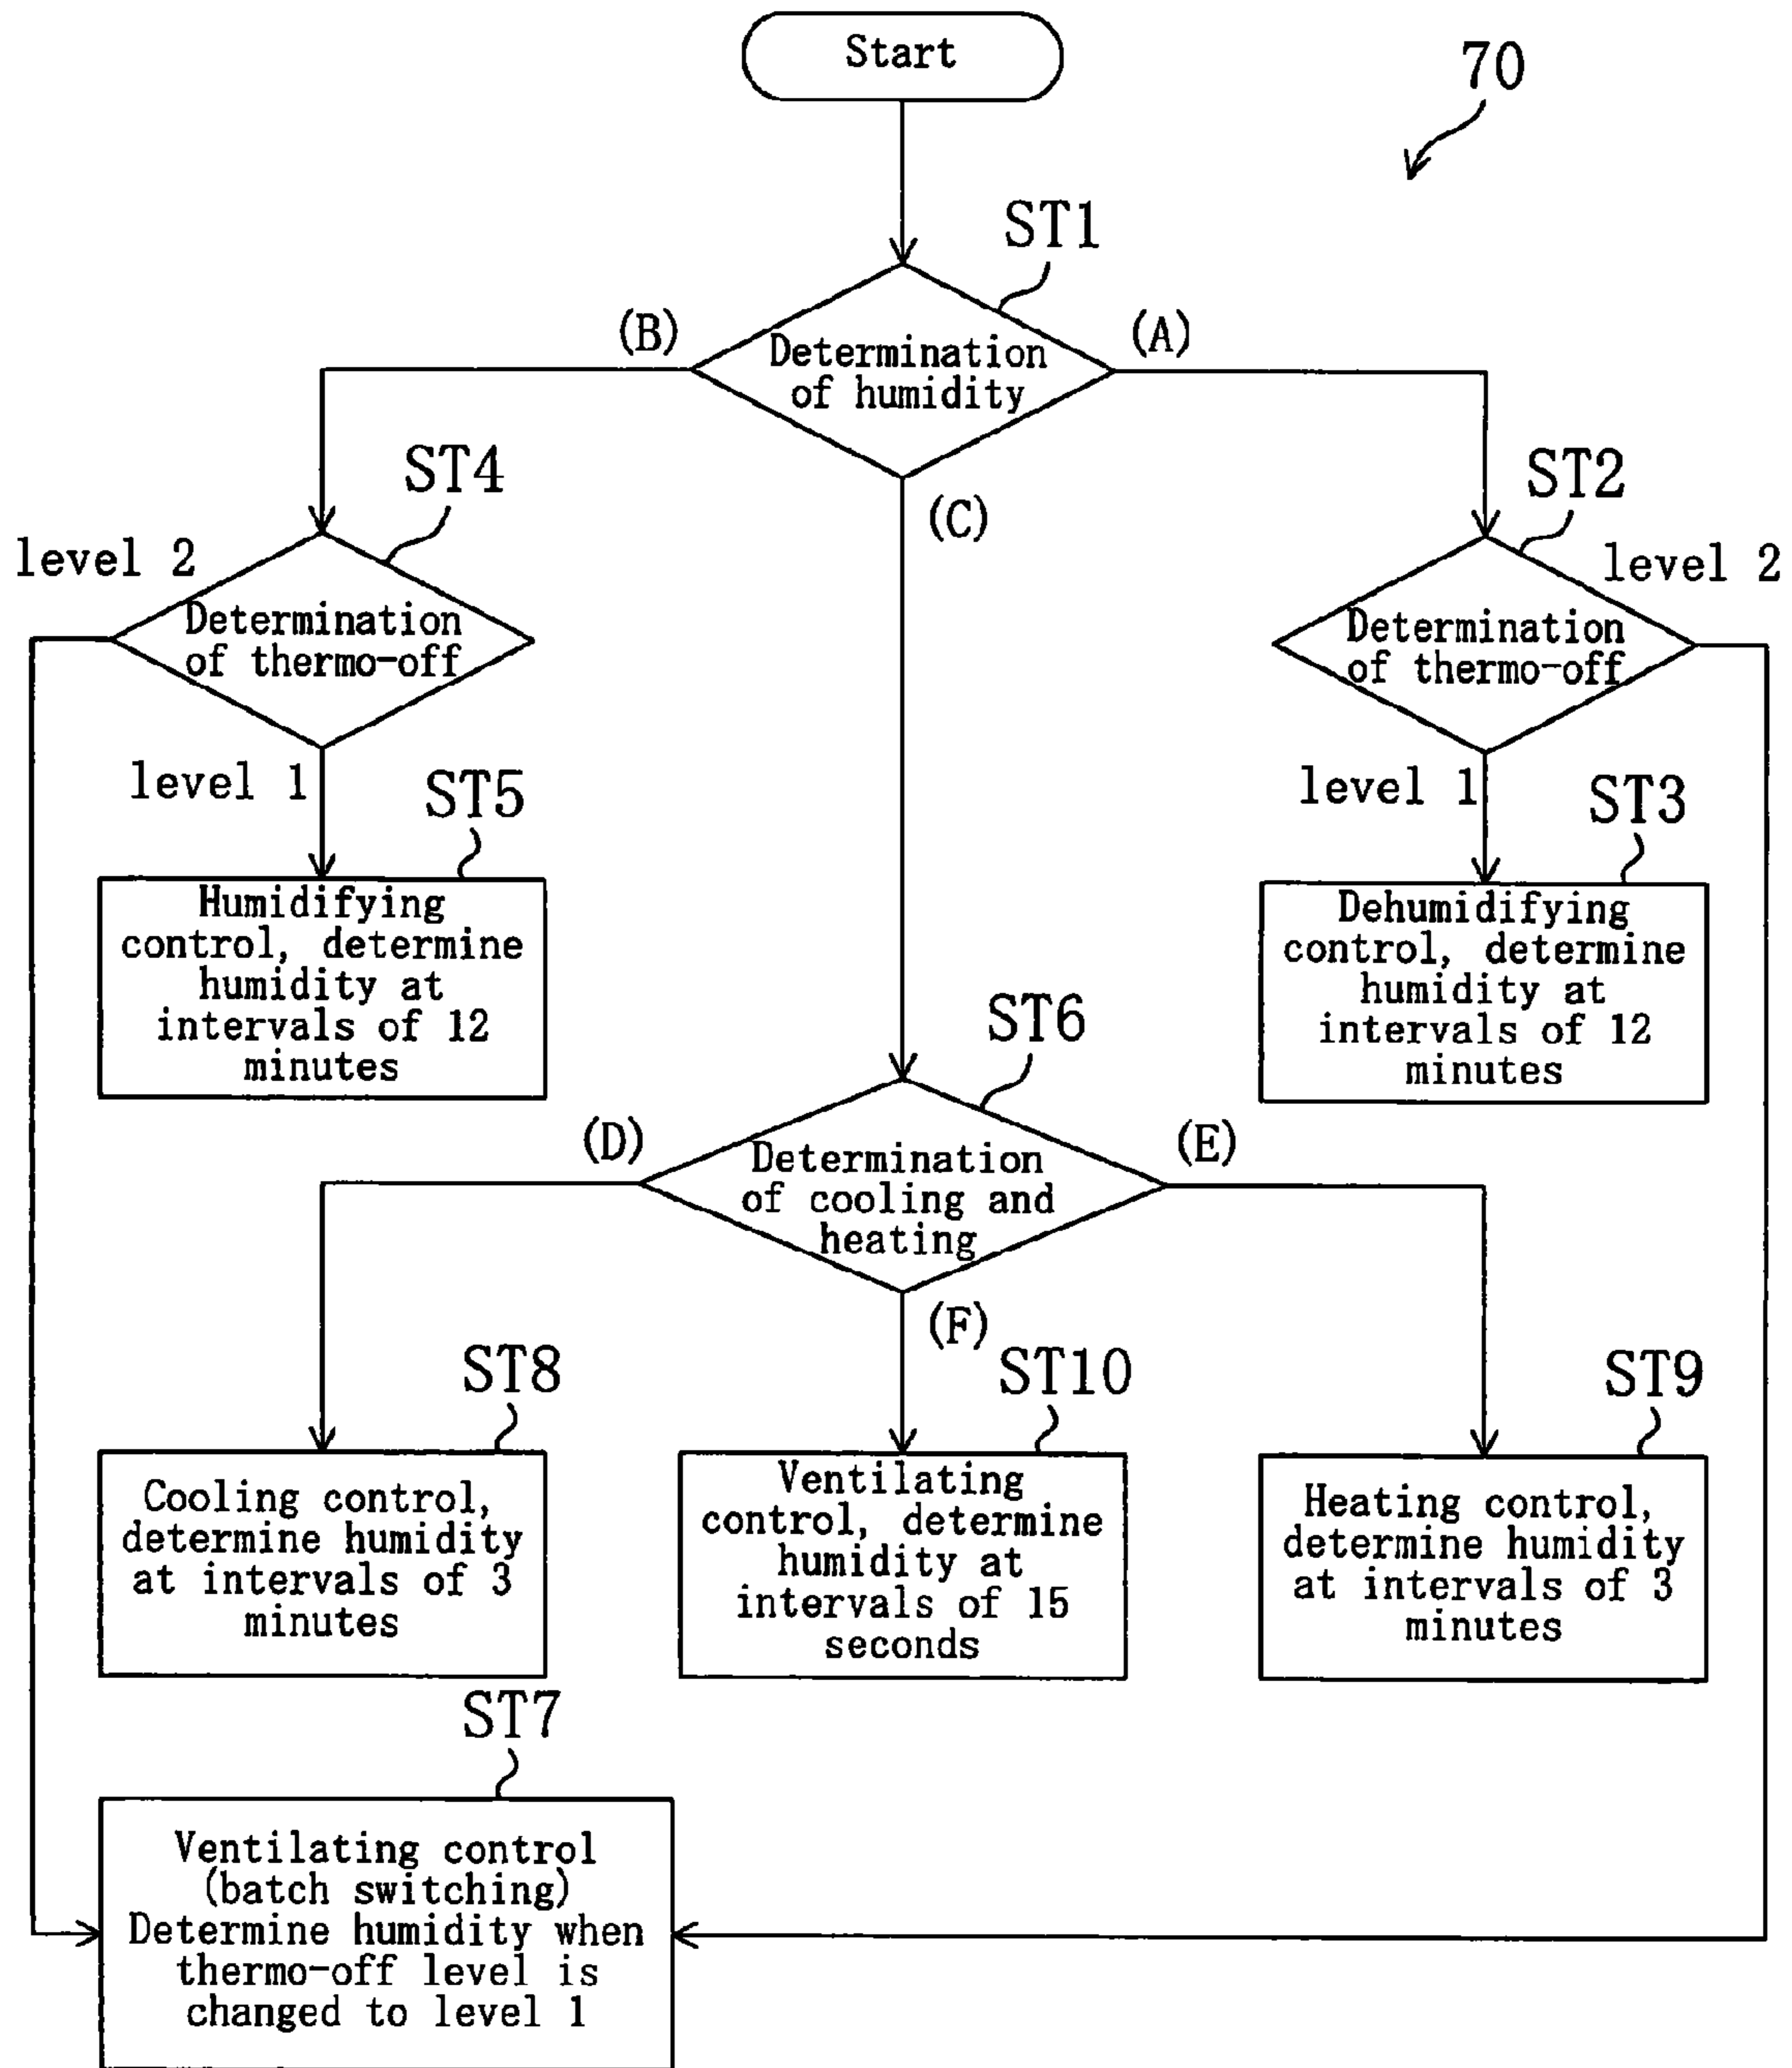 Start
70
ST1
(B)
(A)
Determination
of humidity
ST4
ST2
(C)
level 2
level 2
Determination
of thermo-off
Determination
of thermo-off
level 1
ST5
level 1
ST3
Humidifying
control, determine
humidity at
intervals of 12
minutes
Dehumidifying
control, determine
humidity at
intervals of 12
minutes
ST6
(D)
(E)
Determination
of cooling and
heating
(F)
ST8
ST10
ST9
Cooling control,
determine humidity
at intervals of 3
minutes
Ventilating
control, determine
humidity at
intervals of 15
seconds
Heating control,
determine humidity
at intervals of 3
minutes
ST7
Ventilating control
(batch switching)
Determine humidity when
thermo-off level is
changed to level 1